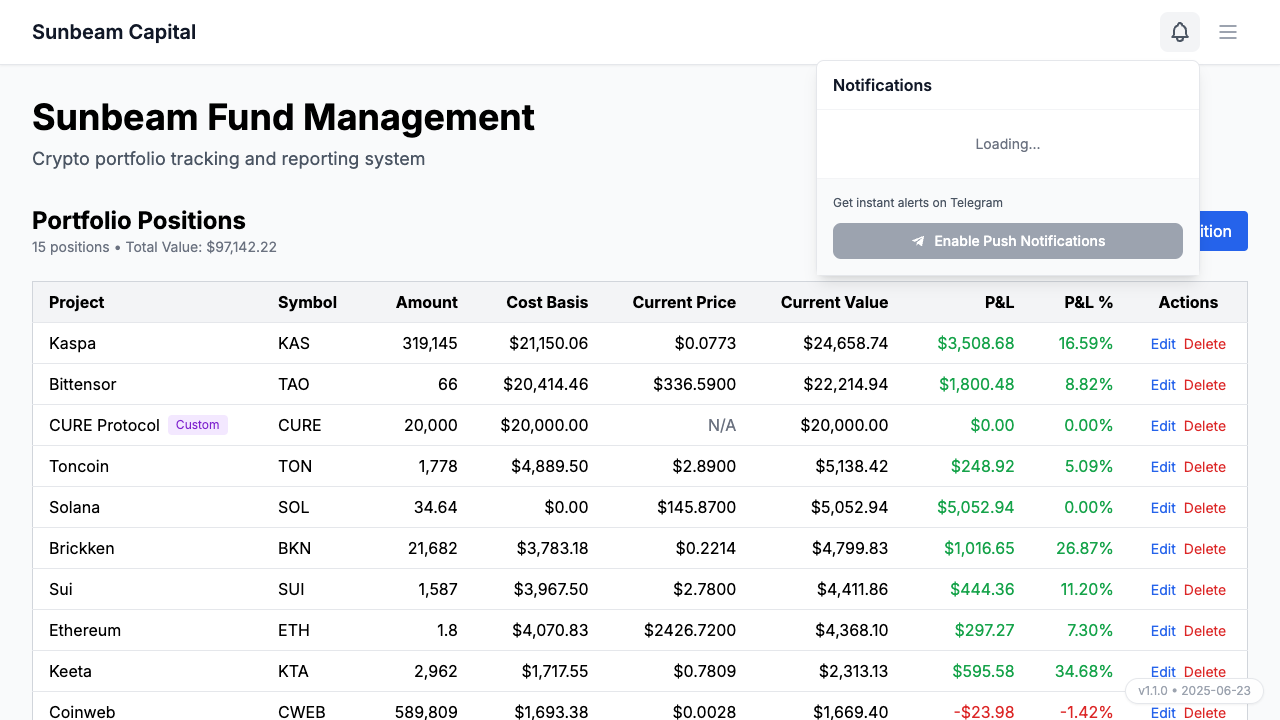 Sunbeam Capital
Notifications
Loading...
Get instant alerts on Telegram
Enable Push Notifications
Sunbeam Fund Management
Crypto portfolio tracking and reporting system
Portfolio Positions
15 positions • Total Value: $97,142.22
Project Symbol Amount Cost Basis Current Price Current Value P&L P&L % Actions
Kaspa KAS 319,145 $21,150.06 $0.0773 $24,658.74 $3,508.68 16.59% Edit Delete
Bittensor TAO 66 $20,414.46 $336.5900 $22,214.94 $1,800.48 8.82% Edit Delete
CURE Protocol Custom CURE 20,000 $20,000.00 N/A $20,000.00 $0.00 0.00% Edit Delete
Toncoin TON 1,778 $4,889.50 $2.8900 $5,138.42 $248.92 5.09% Edit Delete
Solana SOL 34.64 $0.00 $145.8700 $5,052.94 $5,052.94 0.00% Edit Delete
Brickken BKN 21,682 $3,783.18 $0.2214 $4,799.83 $1,016.65 26.87% Edit Delete
Sui SUI 1,587 $3,967.50 $2.7800 $4,411.86 $444.36 11.20% Edit Delete
Ethereum ETH 1.8 $4,070.83 $2426.7200 $4,368.10 $297.27 7.30% Edit Delete
Keeta KTA 2,962 $1,717.55 $0.7809 $2,313.13 $595.58 34.68% Edit Delete
Coinweb CWEB 589,809 $1,693.38 $0.0028 $1,669.40 -$23.98 -1.42% Edit Delete
v1.1.0 • 2025-06-23